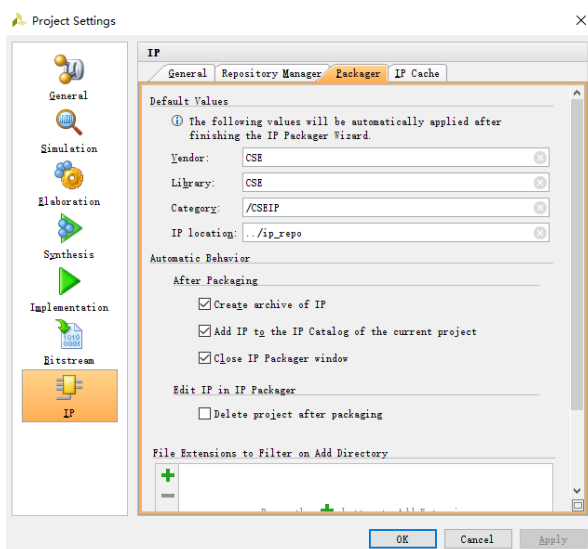 Project Settings
General
Simulation
Elaboration
Synthesis
Implementation
Bitstream
IP
IP
General Repository Manager Packager IP Cache
Default Values
The following values will be automatically applied after
finishing the IP Packager Wizard.
Vendor: CSE
Library: CSE
Category: /CSEIP
IP location: ../ip_repo
Automatic Behavior
After Packaging
Create archive of IP
Add IP to the IP Catalog of the current project
Close IP Packager window
Edit IP in IP Packager
Delete project after packaging
File Extensions to Filter on Add Directory
OK Cancel Apply